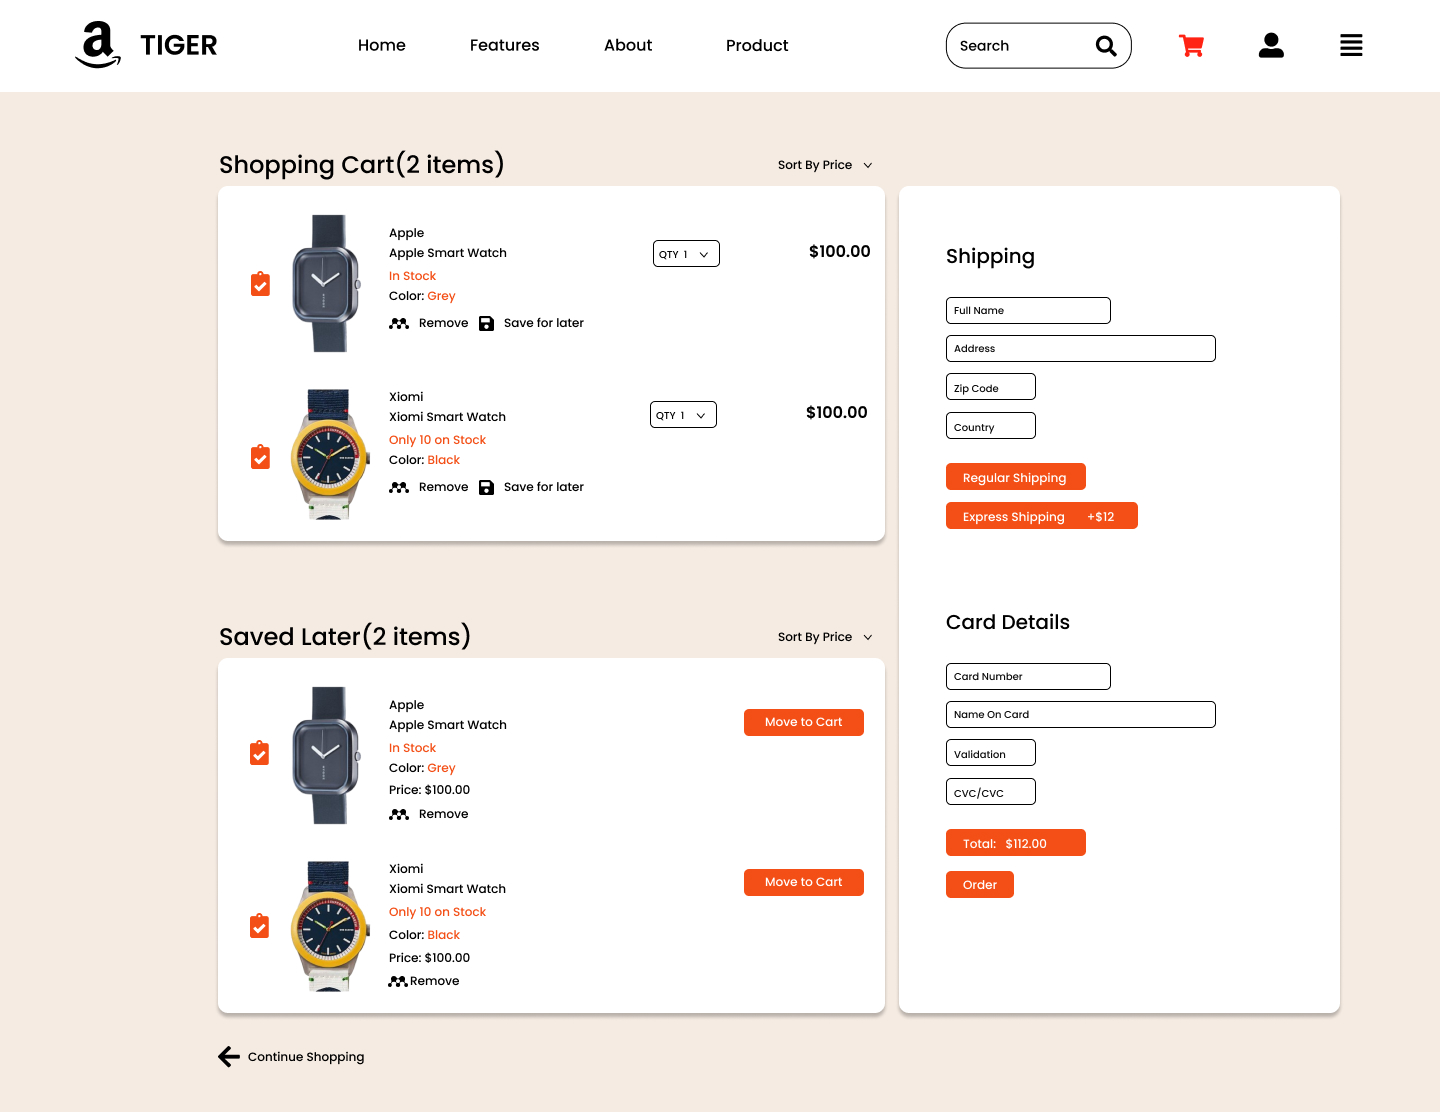 a TIGER
Home
Features
About
Product
Search
Shopping Cart(2 items)
Sort By Price
Apple
Apple Smart Watch
In Stock
Color: Grey
Remove
Save for later
QTY 1
$100.00
Xiomi
Xiomi Smart Watch
Only 10 on Stock
Color: Black
Remove
Save for later
QTY 1
$100.00
Saved Later(2 items)
Sort By Price
Apple
Apple Smart Watch
In Stock
Color: Grey
Price: $100.00
Remove
Move to Cart
Xiomi
Xiomi Smart Watch
Only 10 on Stock
Color: Black
Price: $100.00
Remove
Move to Cart
Continue Shopping
Shipping
Full Name
Address
Zip Code
Country
Regular Shipping
Express Shipping +$12
Card Details
Card Number
Name On Card
Validation
CVC/CVC
Total: $112.00
Order